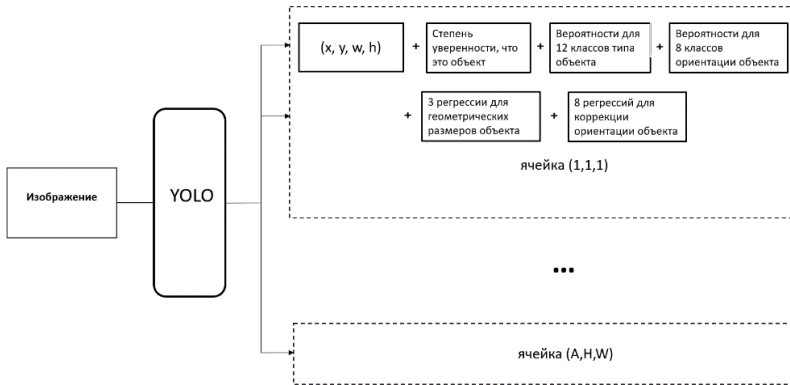 (x, y, w, h)
+
Степень
уверенности, что
это объект
+
Вероятности для
12 классов типа
объекта
+
Вероятности для
8 классов
ориентации объекта
+
3 регрессии для
геометрических
размеров объекта
+
8 регрессий для
коррекции
ориентации объекта
ячейка (1,1,1)
Изображение
YOLO
...
ячейка (A,H,W)